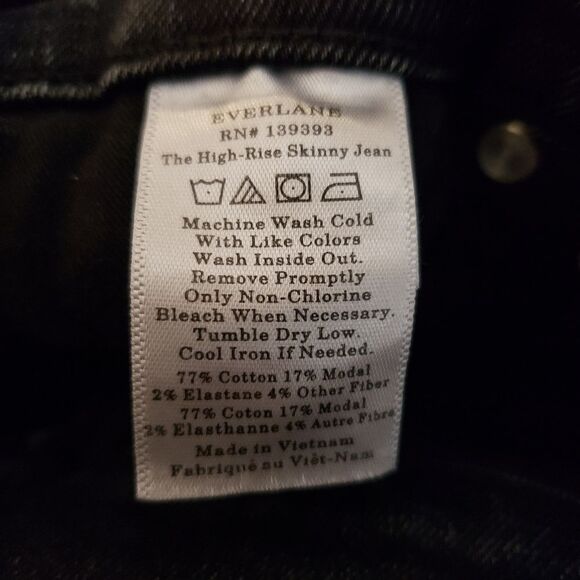 EVERLANE
RN# 139393
The High-Rise Skinny Jean
Machine Wash Cold
With Like Colors
Wash Inside Out.
Remove Promptly
Only Non-Chlorine
Bleach When Necessary.
Tumble Dry Low.
Cool Iron If Needed.
77% Cotton 17% Modal
2% Elastane 4% Other Fiber
77% Coton 17% Modal
2% Elasthanne 4% Autre Fibre
Made in Vietnam
Fabriqué au Viêt-Nam